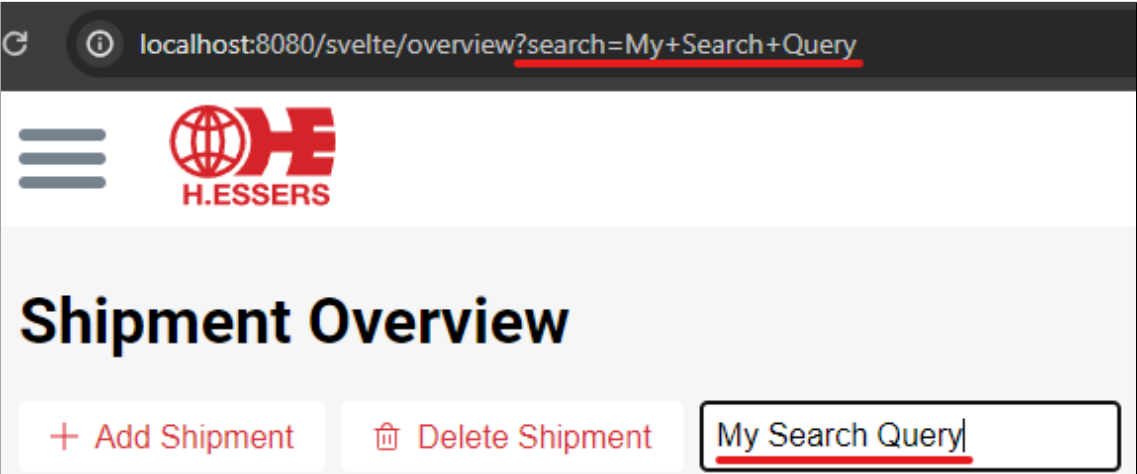 localhost:8080/svelte/overview?search=My+Search+Query
H.ESSERS
Shipment Overview
+ Add Shipment
Delete Shipment
My Search Query